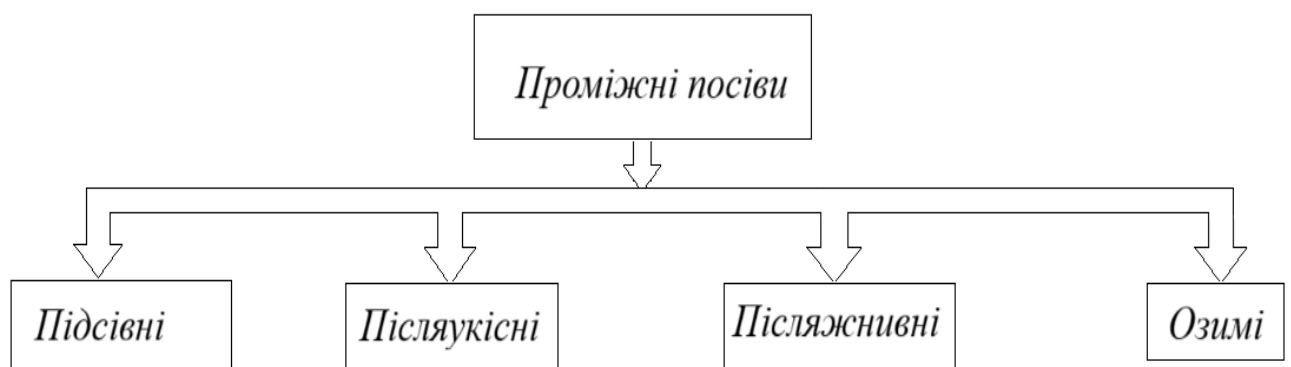 Проміжні посіви
Підсівні
Післяукісні
Післяжнивні
Озимі